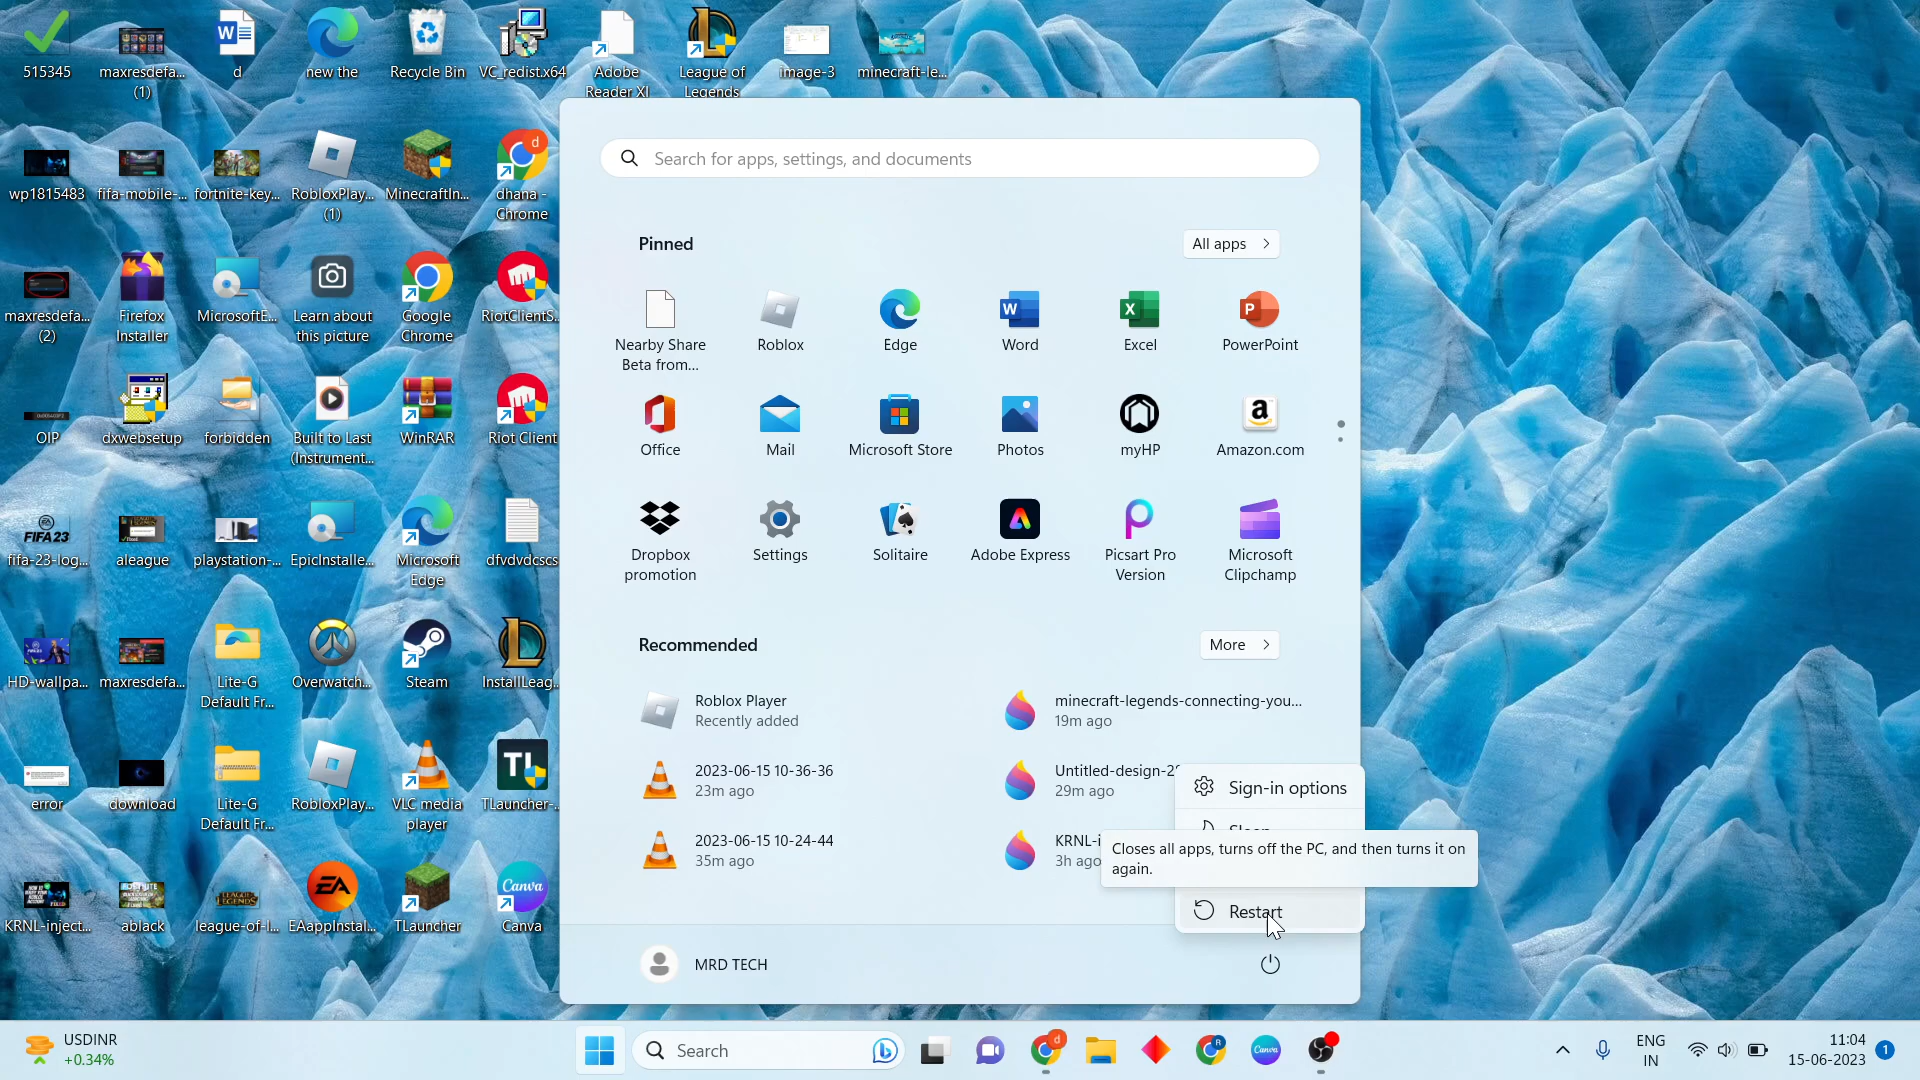 515345
maxresdefa...
(1)
d
new the
Recycle Bin
VC_redist.x64
Adobe
Reader XI
League of
Legends
image-3
minecraft-le...
wp1815483
fifa-mobile-...
fortnite-key...
RobloxPlay...
(1)
MinecraftIn...
dhana -
Chrome
maxresdefa...
(2)
Firefox
Installer
MicrosoftE...
Learn about
this picture
Google
Chrome
RiotClientS...
OIP
dxwebsetup
forbidden
Built to Last
(Instrument...
WinRAR
Riot Client
FIFA 23
fifa-23-log...
aleague
playstation-...
EpicInstalle...
Microsoft
Edge
dfvdvdcscs
HD-wallpa...
maxresdefa...
Lite-G
Default Fr...
Overwatch...
Steam
InstallLeag...
error
download
Lite-G
Default Fr...
RobloxPlay...
VLC media
player
TL
TLauncher-...
KRNL-inject...
ablack
league-of-l...
EA
EAappInstal...
TLauncher
Canva
Canva
Search for apps, settings, and documents
Pinned
All apps
Nearby Share
Beta from...
Roblox
Edge
Word
Excel
PowerPoint
Office
Mail
Microsoft Store
Photos
myHP
Amazon.com
Dropbox
promotion
Settings
Solitaire
Adobe Express
Picsart Pro
Version
Microsoft
Clipchamp
Recommended
More
Roblox Player
Recently added
minecraft-legends-connecting-you...
19m ago
2023-06-15 10-36-36
23m ago
Untitled-design-2
29m ago
2023-06-15 10-24-44
35m ago
KRNL-i
3h ago
Sign-in options
Sleep
Closes all apps, turns off the PC, and then turns it on
again.
Restart
MRD TECH
USDINR
+0.34%
Search
Canva
ENG
IN
11:04
15-06-2023
1